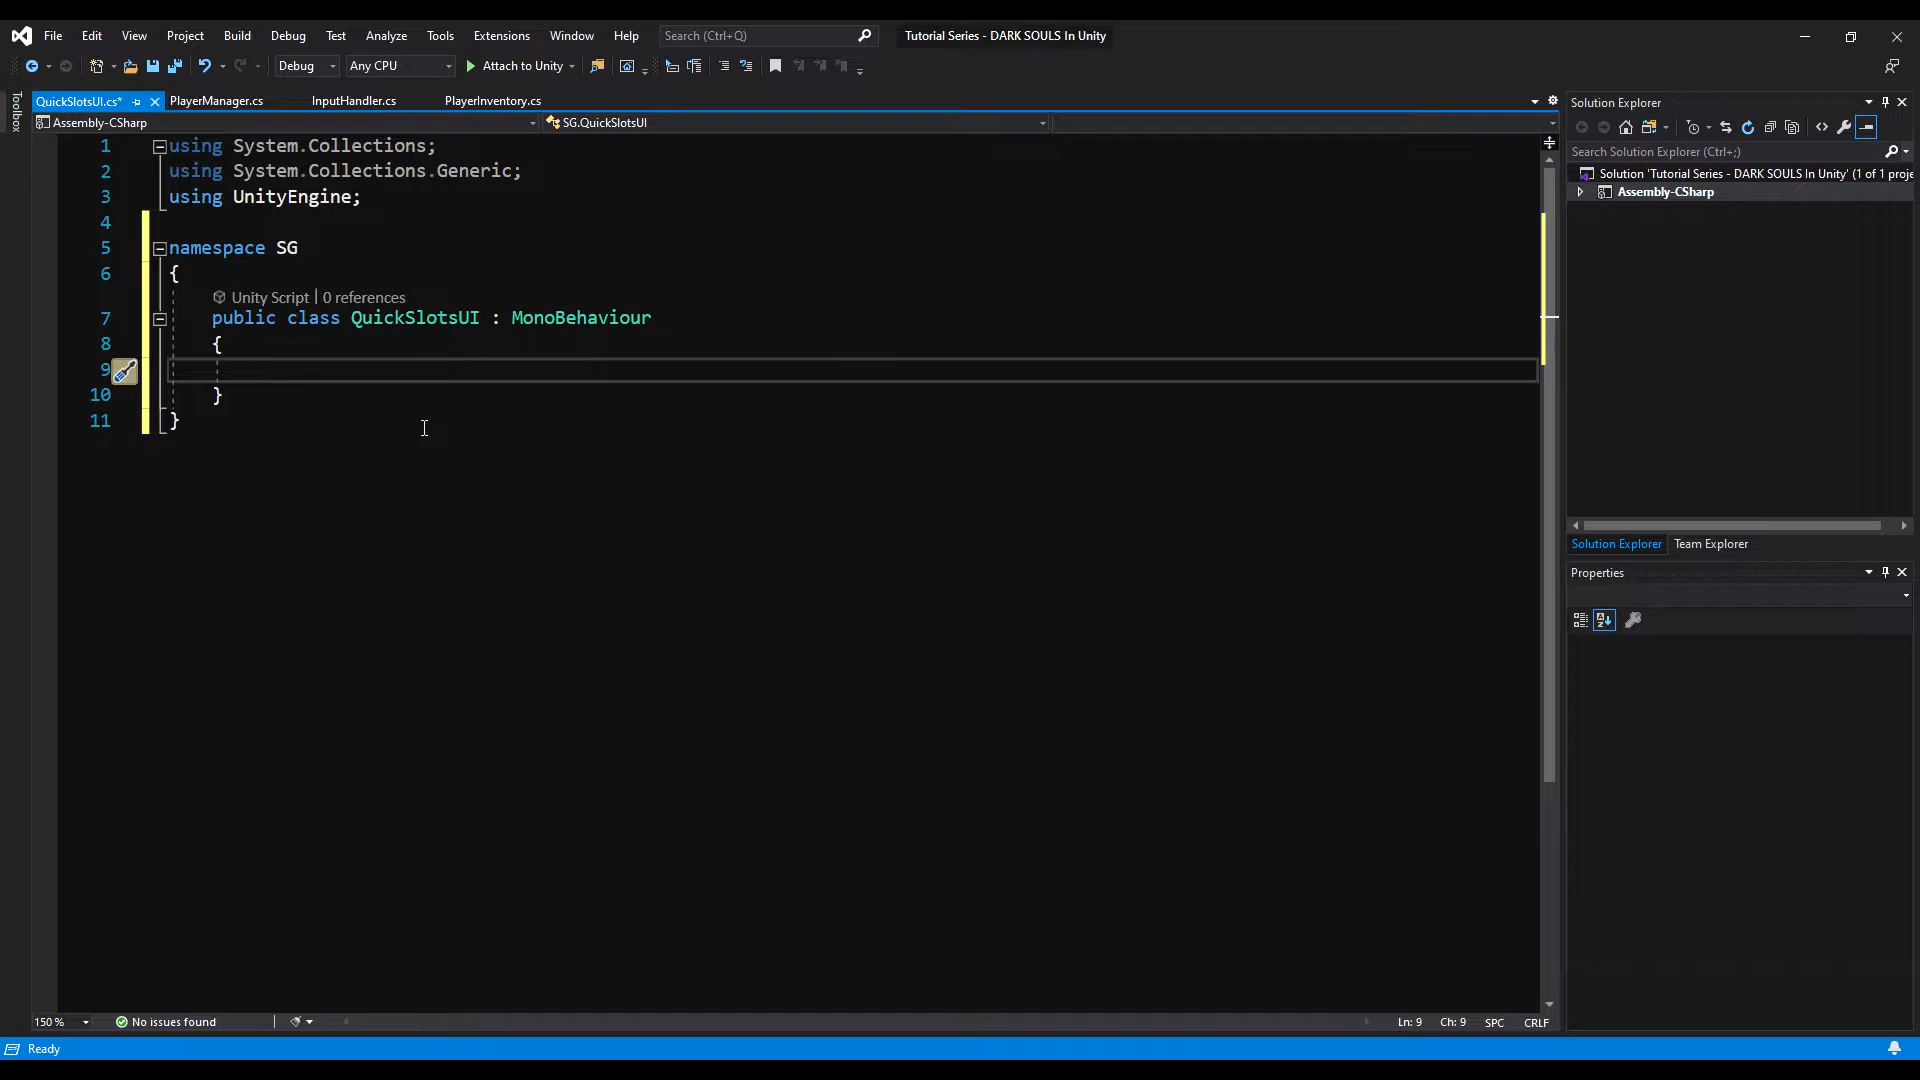 File Edit View Project Build Debug Test Analyze Tools Extensions Window Help Search (Ctrl+Q) Tutorial Series - DARK SOULS In Unity
Debug Any CPU Attach to Unity
Toolbox
QuickSlotsUI.cs* PlayerManager.cs InputHandler.cs PlayerInventory.cs
Assembly-CSharp SG.QuickSlotsUI
1 using System.Collections;
2 using System.Collections.Generic;
3 using UnityEngine;
4
5 namespace SG
6 {
Unity Script | 0 references
7 public class QuickSlotsUI : MonoBehaviour
8 {
9
10 }
11 }
150 % No issues found Ln: 9 Ch: 9 SPC CRLF
Ready
Solution Explorer
Search Solution Explorer (Ctrl+;)
Solution 'Tutorial Series - DARK SOULS In Unity' (1 of 1 proje
Assembly-CSharp
Solution Explorer Team Explorer
Properties